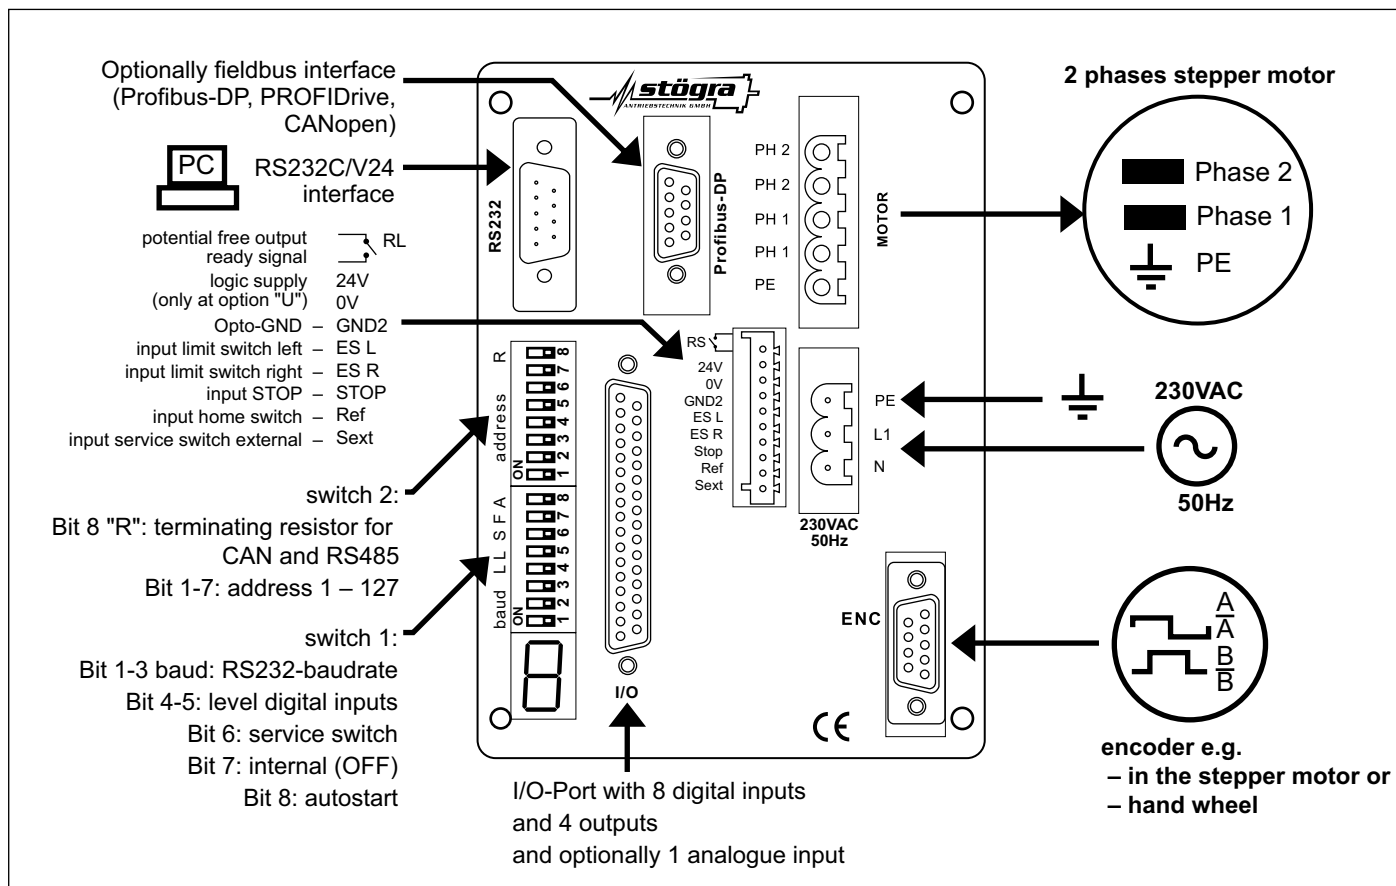 Optionally fieldbus interface
(Profibus-DP, PROFIDrive,
CANopen)
PC
RS232C/V24
interface
potential free output
ready signal
RL
logic supply 24V
(only at option "U") 0V
Opto-GND – GND2
input limit switch left – ES L
input limit switch right – ES R
input STOP – STOP
input home switch – Ref
input service switch external – Sext
switch 2:
Bit 8 "R": terminating resistor for
CAN and RS485
Bit 1-7: address 1 – 127
switch 1:
Bit 1-3 baud: RS232-baudrate
Bit 4-5: level digital inputs
Bit 6: service switch
Bit 7: internal (OFF)
Bit 8: autostart
stögra
ANTRIEBSTECHNIK GMBH
RS232
Profibus-DP
PH 2
PH 2
PH 1
PH 1
PE
MOTOR
address R
ON
1 2 3 4 5 6 7 8
baud L L S F A
ON
1 2 3 4 5 6 7 8
8
I/O
RS
24V
0V
GND2
ES L
ES R
Stop
Ref
Sext
PE
L1
N
230VAC
50Hz
ENC
CE
I/O-Port with 8 digital inputs
and 4 outputs
and optionally 1 analogue input
2 phases stepper motor
Phase 2
Phase 1
PE
230VAC
50Hz
A
A
B
B
encoder e.g.
– in the stepper motor or
– hand wheel